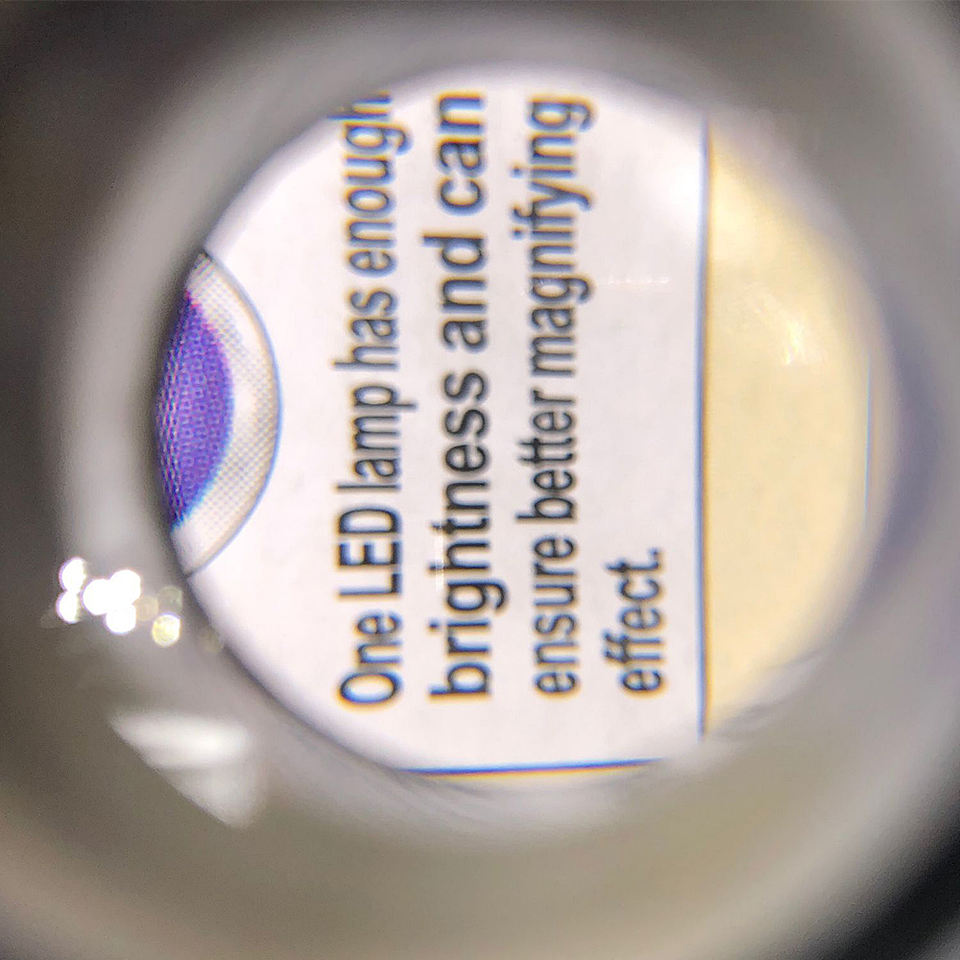 One LED lamp has enough
brightness and can
ensure better magnifying
effect.